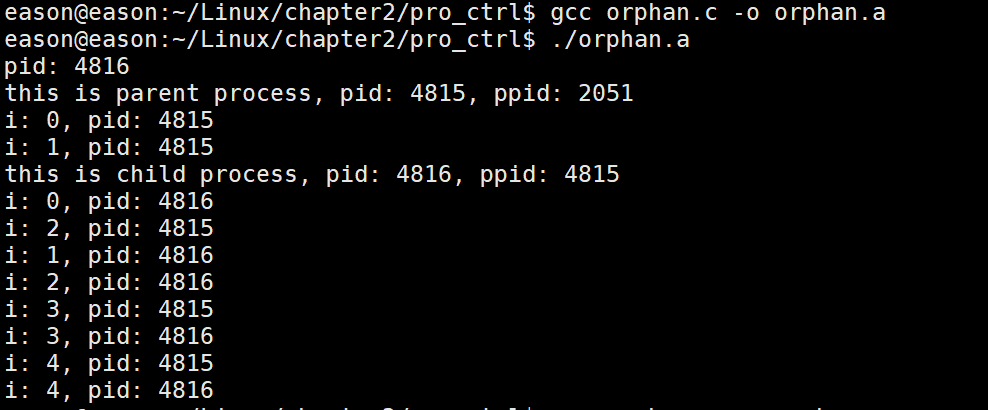 eason@eason:~/Linux/chapter2/pro_ctrl$ gcc orphan.c -o orphan.a
eason@eason:~/Linux/chapter2/pro_ctrl$ ./orphan.a
pid: 4816
this is parent process, pid: 4815, ppid: 2051
i: 0, pid: 4815
i: 1, pid: 4815
this is child process, pid: 4816, ppid: 4815
i: 0, pid: 4816
i: 2, pid: 4815
i: 1, pid: 4816
i: 2, pid: 4816
i: 3, pid: 4815
i: 3, pid: 4816
i: 4, pid: 4815
i: 4, pid: 4816